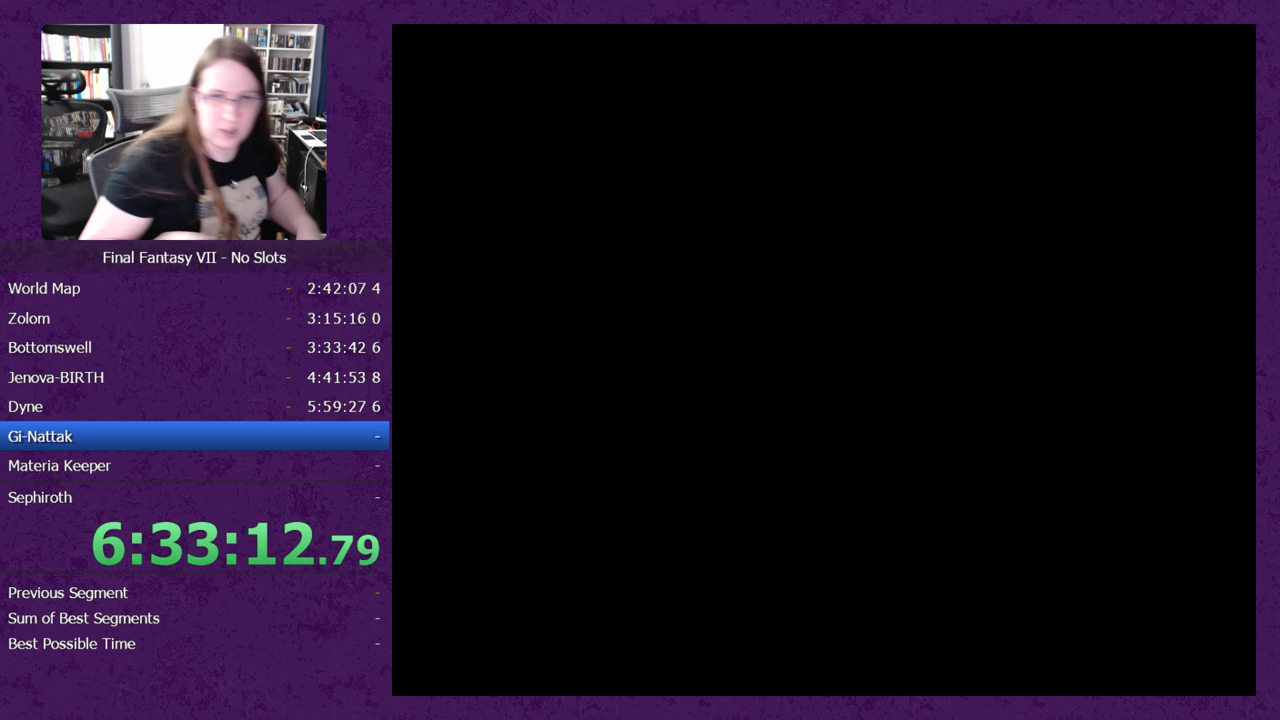 Final Fantasy VII - No Slots
World Map - 2:42:07 4
Zolom - 3:15:16 0
Bottomswell - 3:33:42 6
Jenova-BIRTH - 4:41:53 8
Dyne - 5:59:27 6
Gi-Nattak -
Materia Keeper -
Sephiroth -
6:33:12.79
Previous Segment -
Sum of Best Segments -
Best Possible Time -